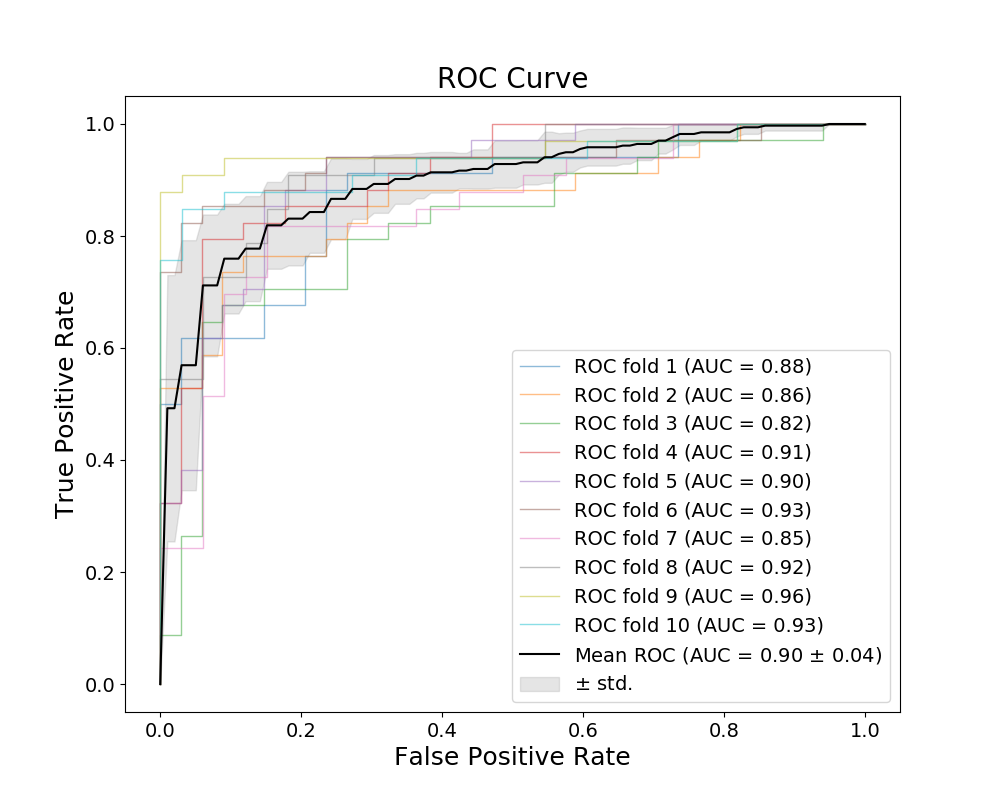 ROC Curve
1.0
0.8
0.6
0.4
0.2
0.0
True Positive Rate
ROC fold 1 (AUC = 0.88)
ROC fold 2 (AUC = 0.86)
ROC fold 3 (AUC = 0.82)
ROC fold 4 (AUC = 0.91)
ROC fold 5 (AUC = 0.90)
ROC fold 6 (AUC = 0.93)
ROC fold 7 (AUC = 0.85)
ROC fold 8 (AUC = 0.92)
ROC fold 9 (AUC = 0.96)
ROC fold 10 (AUC = 0.93)
Mean ROC (AUC = 0.90 ± 0.04)
± std.
0.0 0.2 0.4 0.6 0.8 1.0
False Positive Rate